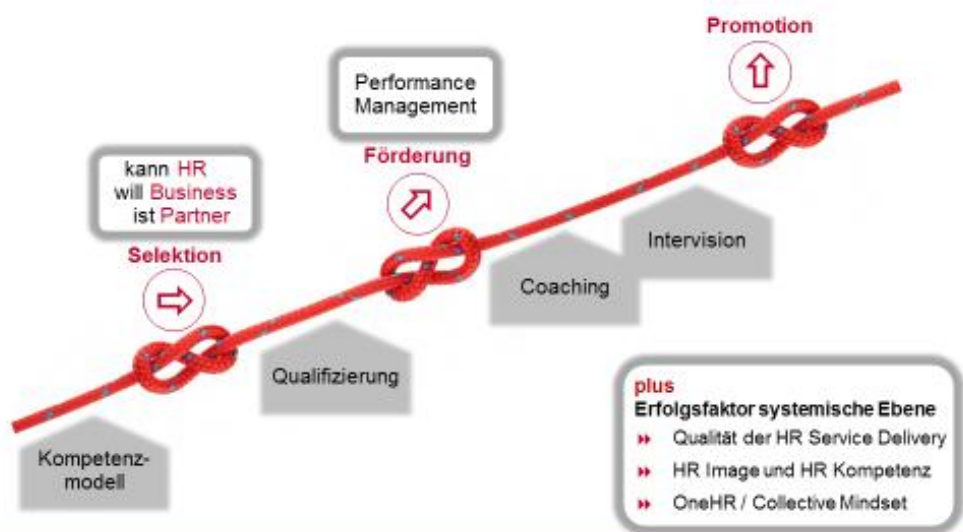 Promotion
Performance
Management
Förderung
kann HR
will Business
ist Partner
Selektion
Intervision
Coaching
Qualifizierung
Kompetenz-
modell
plus
Erfolgsfaktor systemische Ebene
Qualität der HR Service Delivery
HR Image und HR Kompetenz
OneHR / Collective Mindset